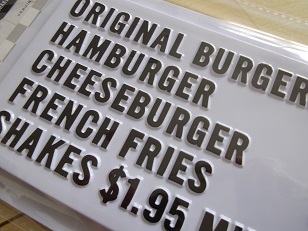 ORIGINAL BURGER
HAMBURGER
CHEESEBURGER
FRENCH FRIES
SHAKES $1.95